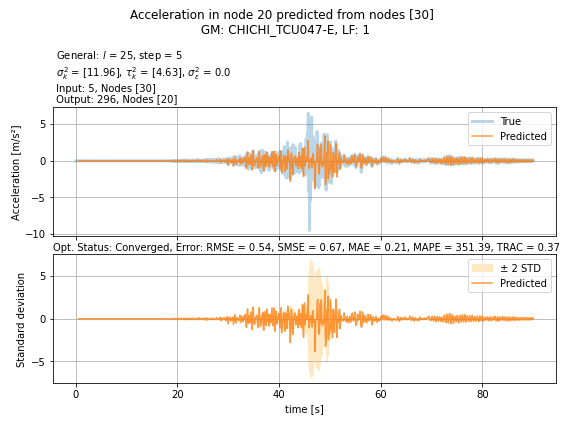 Acceleration in node 20 predicted from nodes [30]
GM: CHICHI_TCU047-E, LF: 1
General: l = 25, step = 5
σ²ₖ = [11.96], τ²ₖ = [4.63], σ²ε = 0.0
Input: 5, Nodes [30]
Output: 296, Nodes [20]
Acceleration [m/s²]
5
0
−5
−10
True
Predicted
Opt. Status: Converged, Error: RMSE = 0.54, SMSE = 0.67, MAE = 0.21, MAPE = 351.39, TRAC = 0.37
Standard deviation
5
0
−5
± 2 STD
Predicted
0 20 40 60 80
time [s]